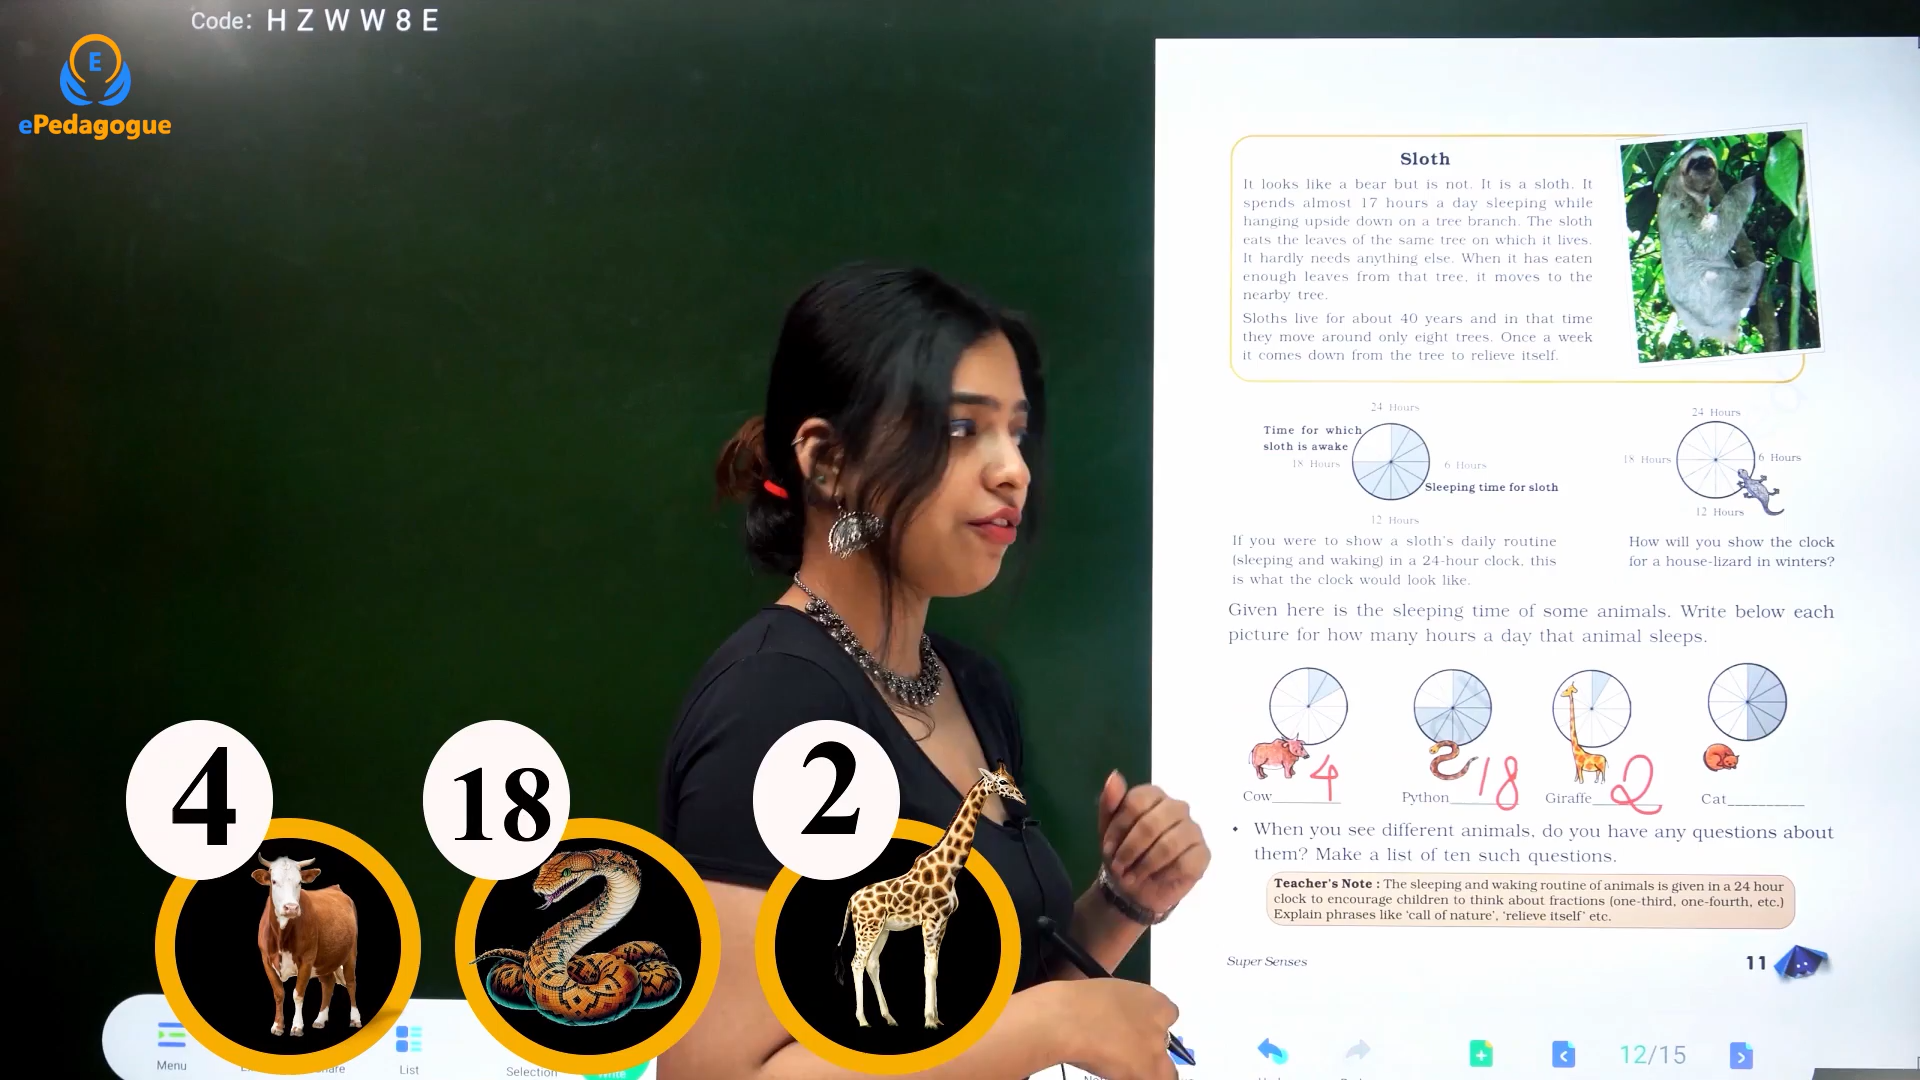 Code: H Z W W 8 E
E
ePedagogue
Sloth
It looks like a bear but is not. It is a sloth. It
spends almost 17 hours a day sleeping while
hanging upside down on a tree branch. The sloth
eats the leaves of the same tree on which it lives.
It hardly needs anything else. When it has eaten
enough leaves from that tree, it moves to the
nearby tree.
Sloths live for about 40 years and in that time
they move around only eight trees. Once a week
it comes down from the tree to relieve itself.
24 Hours
Time for which
sloth is awake
18 Hours
6 Hours
Sleeping time for sloth
12 Hours
24 Hours
18 Hours
6 Hours
12 Hours
If you were to show a sloth's daily routine
(sleeping and waking) in a 24-hour clock, this
is what the clock would look like.
How will you show the clock
for a house-lizard in winters?
Given here is the sleeping time of some animals. Write below each
picture for how many hours a day that animal sleeps.
Cow 4
Python 18
Giraffe 2
Cat
• When you see different animals, do you have any questions about
them? Make a list of ten such questions.
Teacher's Note : The sleeping and waking routine of animals is given in a 24 hour
clock to encourage children to think about fractions (one-third, one-fourth, etc.)
Explain phrases like 'call of nature', 'relieve itself' etc.
Super Senses
11
4
18
2
Menu
List
Selection
Write
12/15